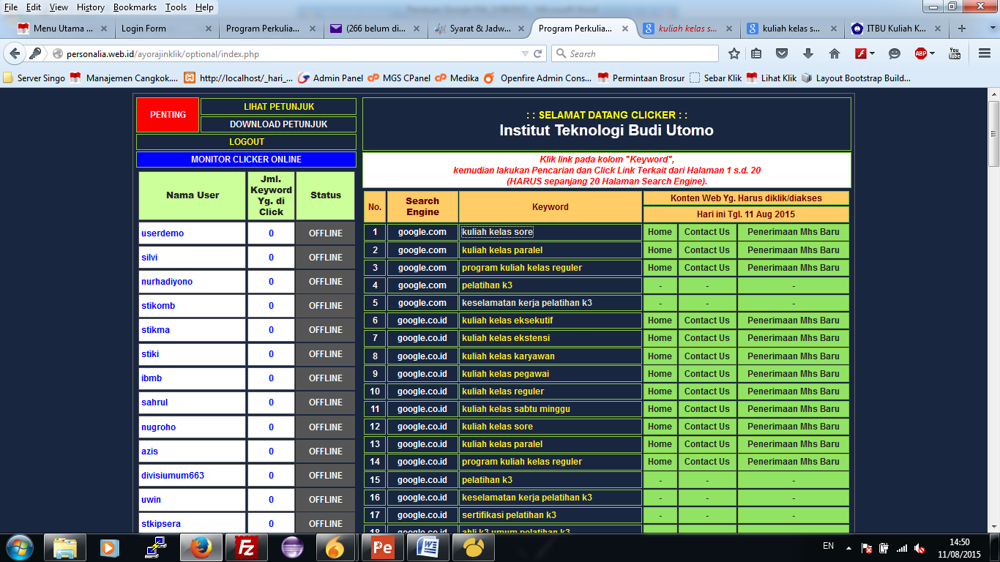 File Edit View History Bookmarks Tools Help
Menu Utama ... Login Form Program Perkulia... (266 belum di... Syarat & Jadw... Program Perkulia... kuliah kelas s... kuliah kelas s... ITBU Kuliah K...
personalia.web.id/ayorajinklik/optional/index.php Search ABP You Tube
Server Singo Manajemen Cangkok.... http://localhost/_hari_... Admin Panel MGS CPanel Medika Openfire Admin Cons... Permintaan Brosur Sebar Klik Lihat Klik Layout Bootstrap Build...
PENTING
LIHAT PETUNJUK
DOWNLOAD PETUNJUK
LOGOUT
MONITOR CLICKER ONLINE
Nama User Jml. Keyword Yg. di Click Status
userdemo 0 OFFLINE
silvi 0 OFFLINE
nurhadiyono 0 OFFLINE
stikomb 0 OFFLINE
stikma 0 OFFLINE
stiki 0 OFFLINE
ibmb 0 OFFLINE
sahrul 0 OFFLINE
nugroho 0 OFFLINE
azis 0 OFFLINE
divisiumum663 0 OFFLINE
uwin 0 OFFLINE
stkipsera 0 OFFLINE
: : SELAMAT DATANG CLICKER : :
Institut Teknologi Budi Utomo
Klik link pada kolom "Keyword",
kemudian lakukan Pencarian dan Click Link Terkait dari Halaman 1 s.d. 20
(HARUS sepanjang 20 Halaman Search Engine).
No. Search Engine Keyword Konten Web Yg. Harus diklik/diakses
Hari ini Tgl. 11 Aug 2015
1 google.com kuliah kelas sore Home Contact Us Penerimaan Mhs Baru
2 google.com kuliah kelas paralel Home Contact Us Penerimaan Mhs Baru
3 google.com program kuliah kelas reguler Home Contact Us Penerimaan Mhs Baru
4 google.com pelatihan k3 - - -
5 google.com keselamatan kerja pelatihan k3 - - -
6 google.co.id kuliah kelas eksekutif Home Contact Us Penerimaan Mhs Baru
7 google.co.id kuliah kelas ekstensi Home Contact Us Penerimaan Mhs Baru
8 google.co.id kuliah kelas karyawan Home Contact Us Penerimaan Mhs Baru
9 google.co.id kuliah kelas pegawai Home Contact Us Penerimaan Mhs Baru
10 google.co.id kuliah kelas reguler Home Contact Us Penerimaan Mhs Baru
11 google.co.id kuliah kelas sabtu minggu Home Contact Us Penerimaan Mhs Baru
12 google.co.id kuliah kelas sore Home Contact Us Penerimaan Mhs Baru
13 google.co.id kuliah kelas paralel Home Contact Us Penerimaan Mhs Baru
14 google.co.id program kuliah kelas reguler Home Contact Us Penerimaan Mhs Baru
15 google.co.id pelatihan k3 - - -
16 google.co.id keselamatan kerja pelatihan k3 - - -
17 google.co.id sertifikasi pelatihan k3 - - -
18 google.co.id ahli k3 umum pelatihan k3
EN 14:50
11/08/2015